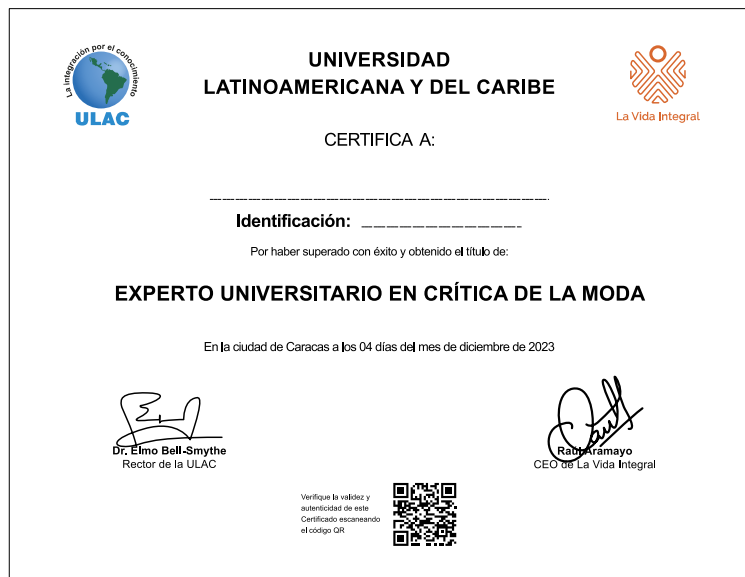 La integración por el conocimiento
ULAC
UNIVERSIDAD
LATINOAMERICANA Y DEL CARIBE
La Vida Integral
CERTIFICA A:
Identificación:
Por haber superado con éxito y obtenido el título de:
EXPERTO UNIVERSITARIO EN CRÍTICA DE LA MODA
En la ciudad de Caracas a los 04 días del mes de diciembre de 2023
Dr. Elmo Bell-Smythe
Rector de la ULAC
Raúl Aramayo
CEO de La Vida Integral
Verifique la validez y
autenticidad de este
Certificado escaneando
el código QR